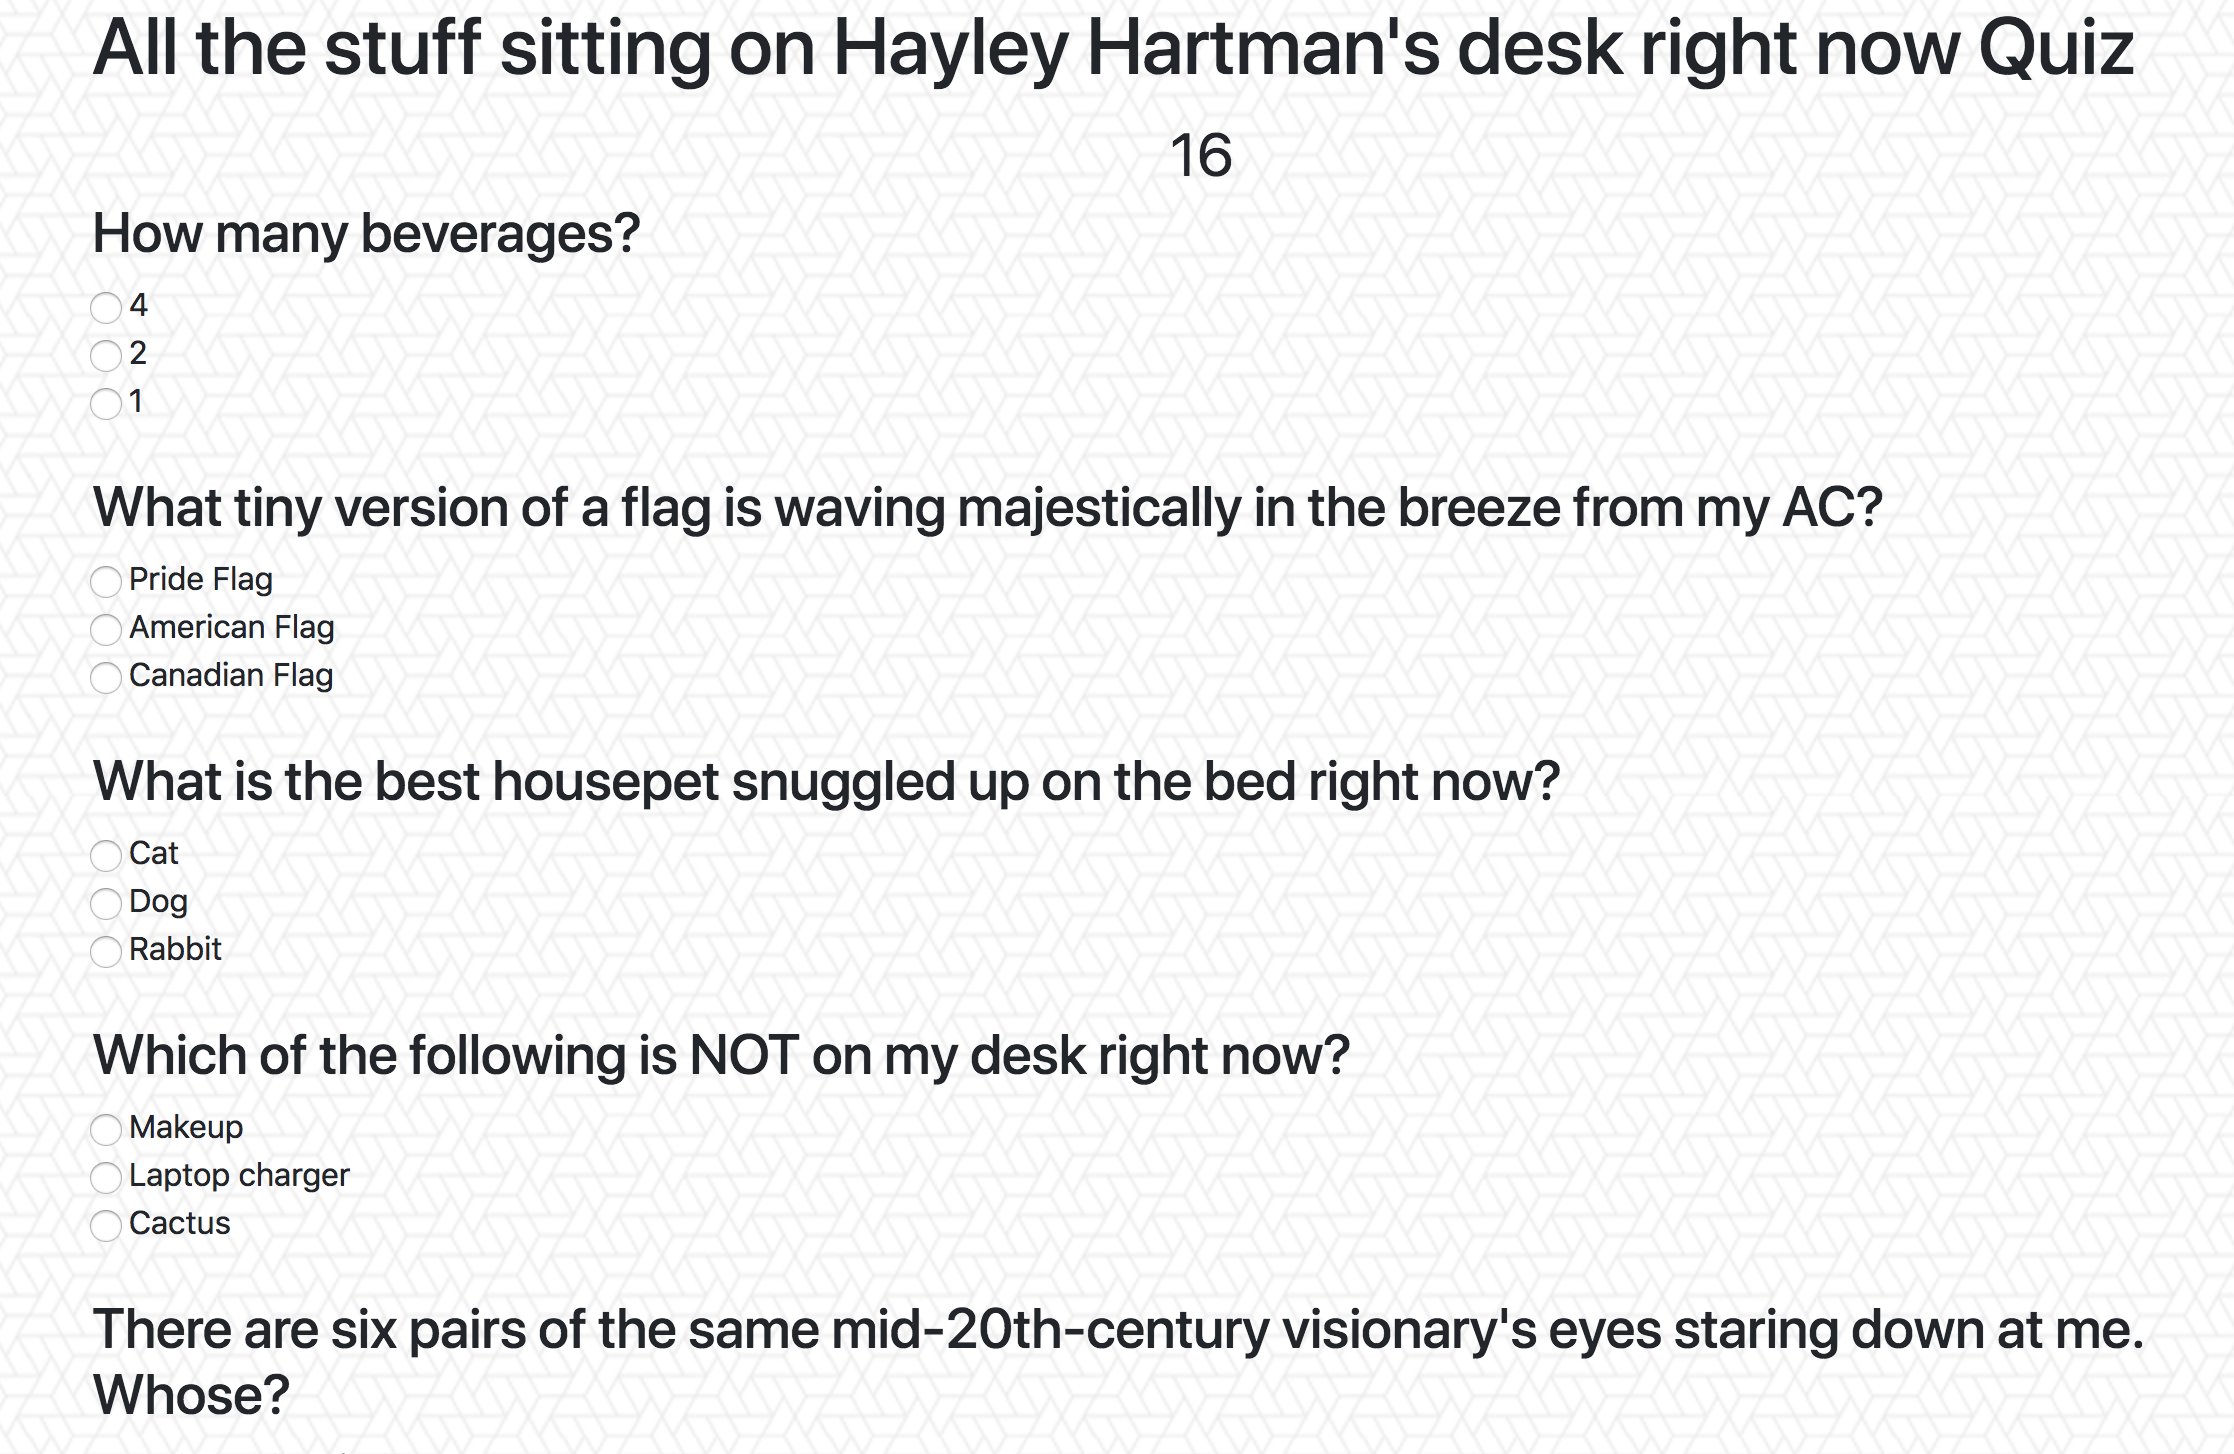 All the stuff sitting on Hayley Hartman's desk right now Quiz
16
How many beverages?
4
2
1
What tiny version of a flag is waving majestically in the breeze from my AC?
Pride Flag
American Flag
Canadian Flag
What is the best housepet snuggled up on the bed right now?
Cat
Dog
Rabbit
Which of the following is NOT on my desk right now?
Makeup
Laptop charger
Cactus
There are six pairs of the same mid-20th-century visionary's eyes staring down at me.
Whose?